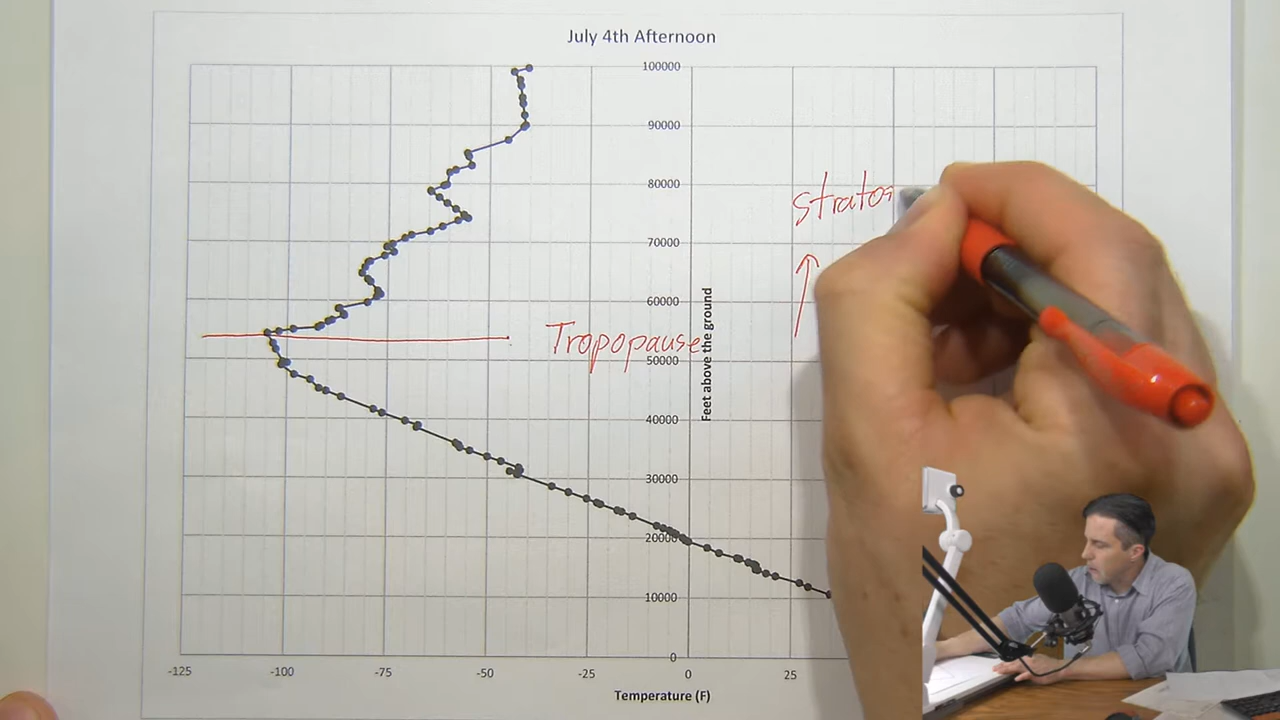 July 4th Afternoon
100000
90000
80000
70000
60000
50000
40000
30000
20000
10000
0
Feet above the ground
Tropopause
-125 -100 -75 -50 -25 0 25
Temperature (F)